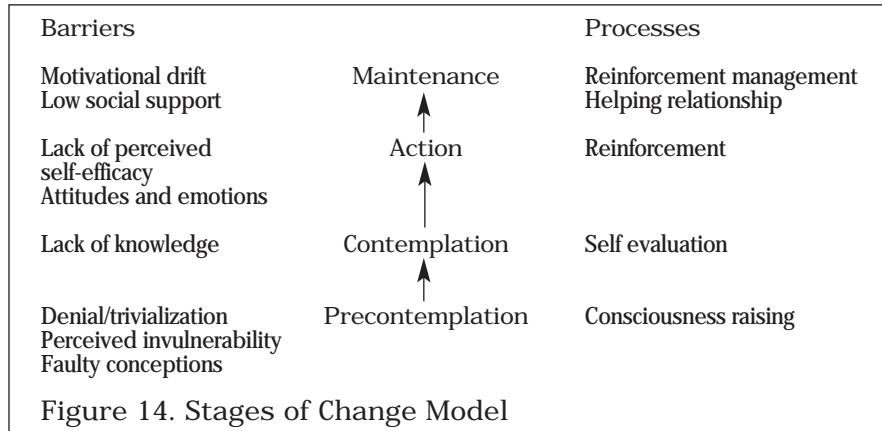 Barriers Processes
Motivational drift Maintenance Reinforcement management
Low social support Helping relationship
Lack of perceived Action Reinforcement
self-efficacy
Attitudes and emotions
Lack of knowledge Contemplation Self evaluation
Denial/trivialization Precontemplation Consciousness raising
Perceived invulnerability
Faulty conceptions
Figure 14. Stages of Change Model